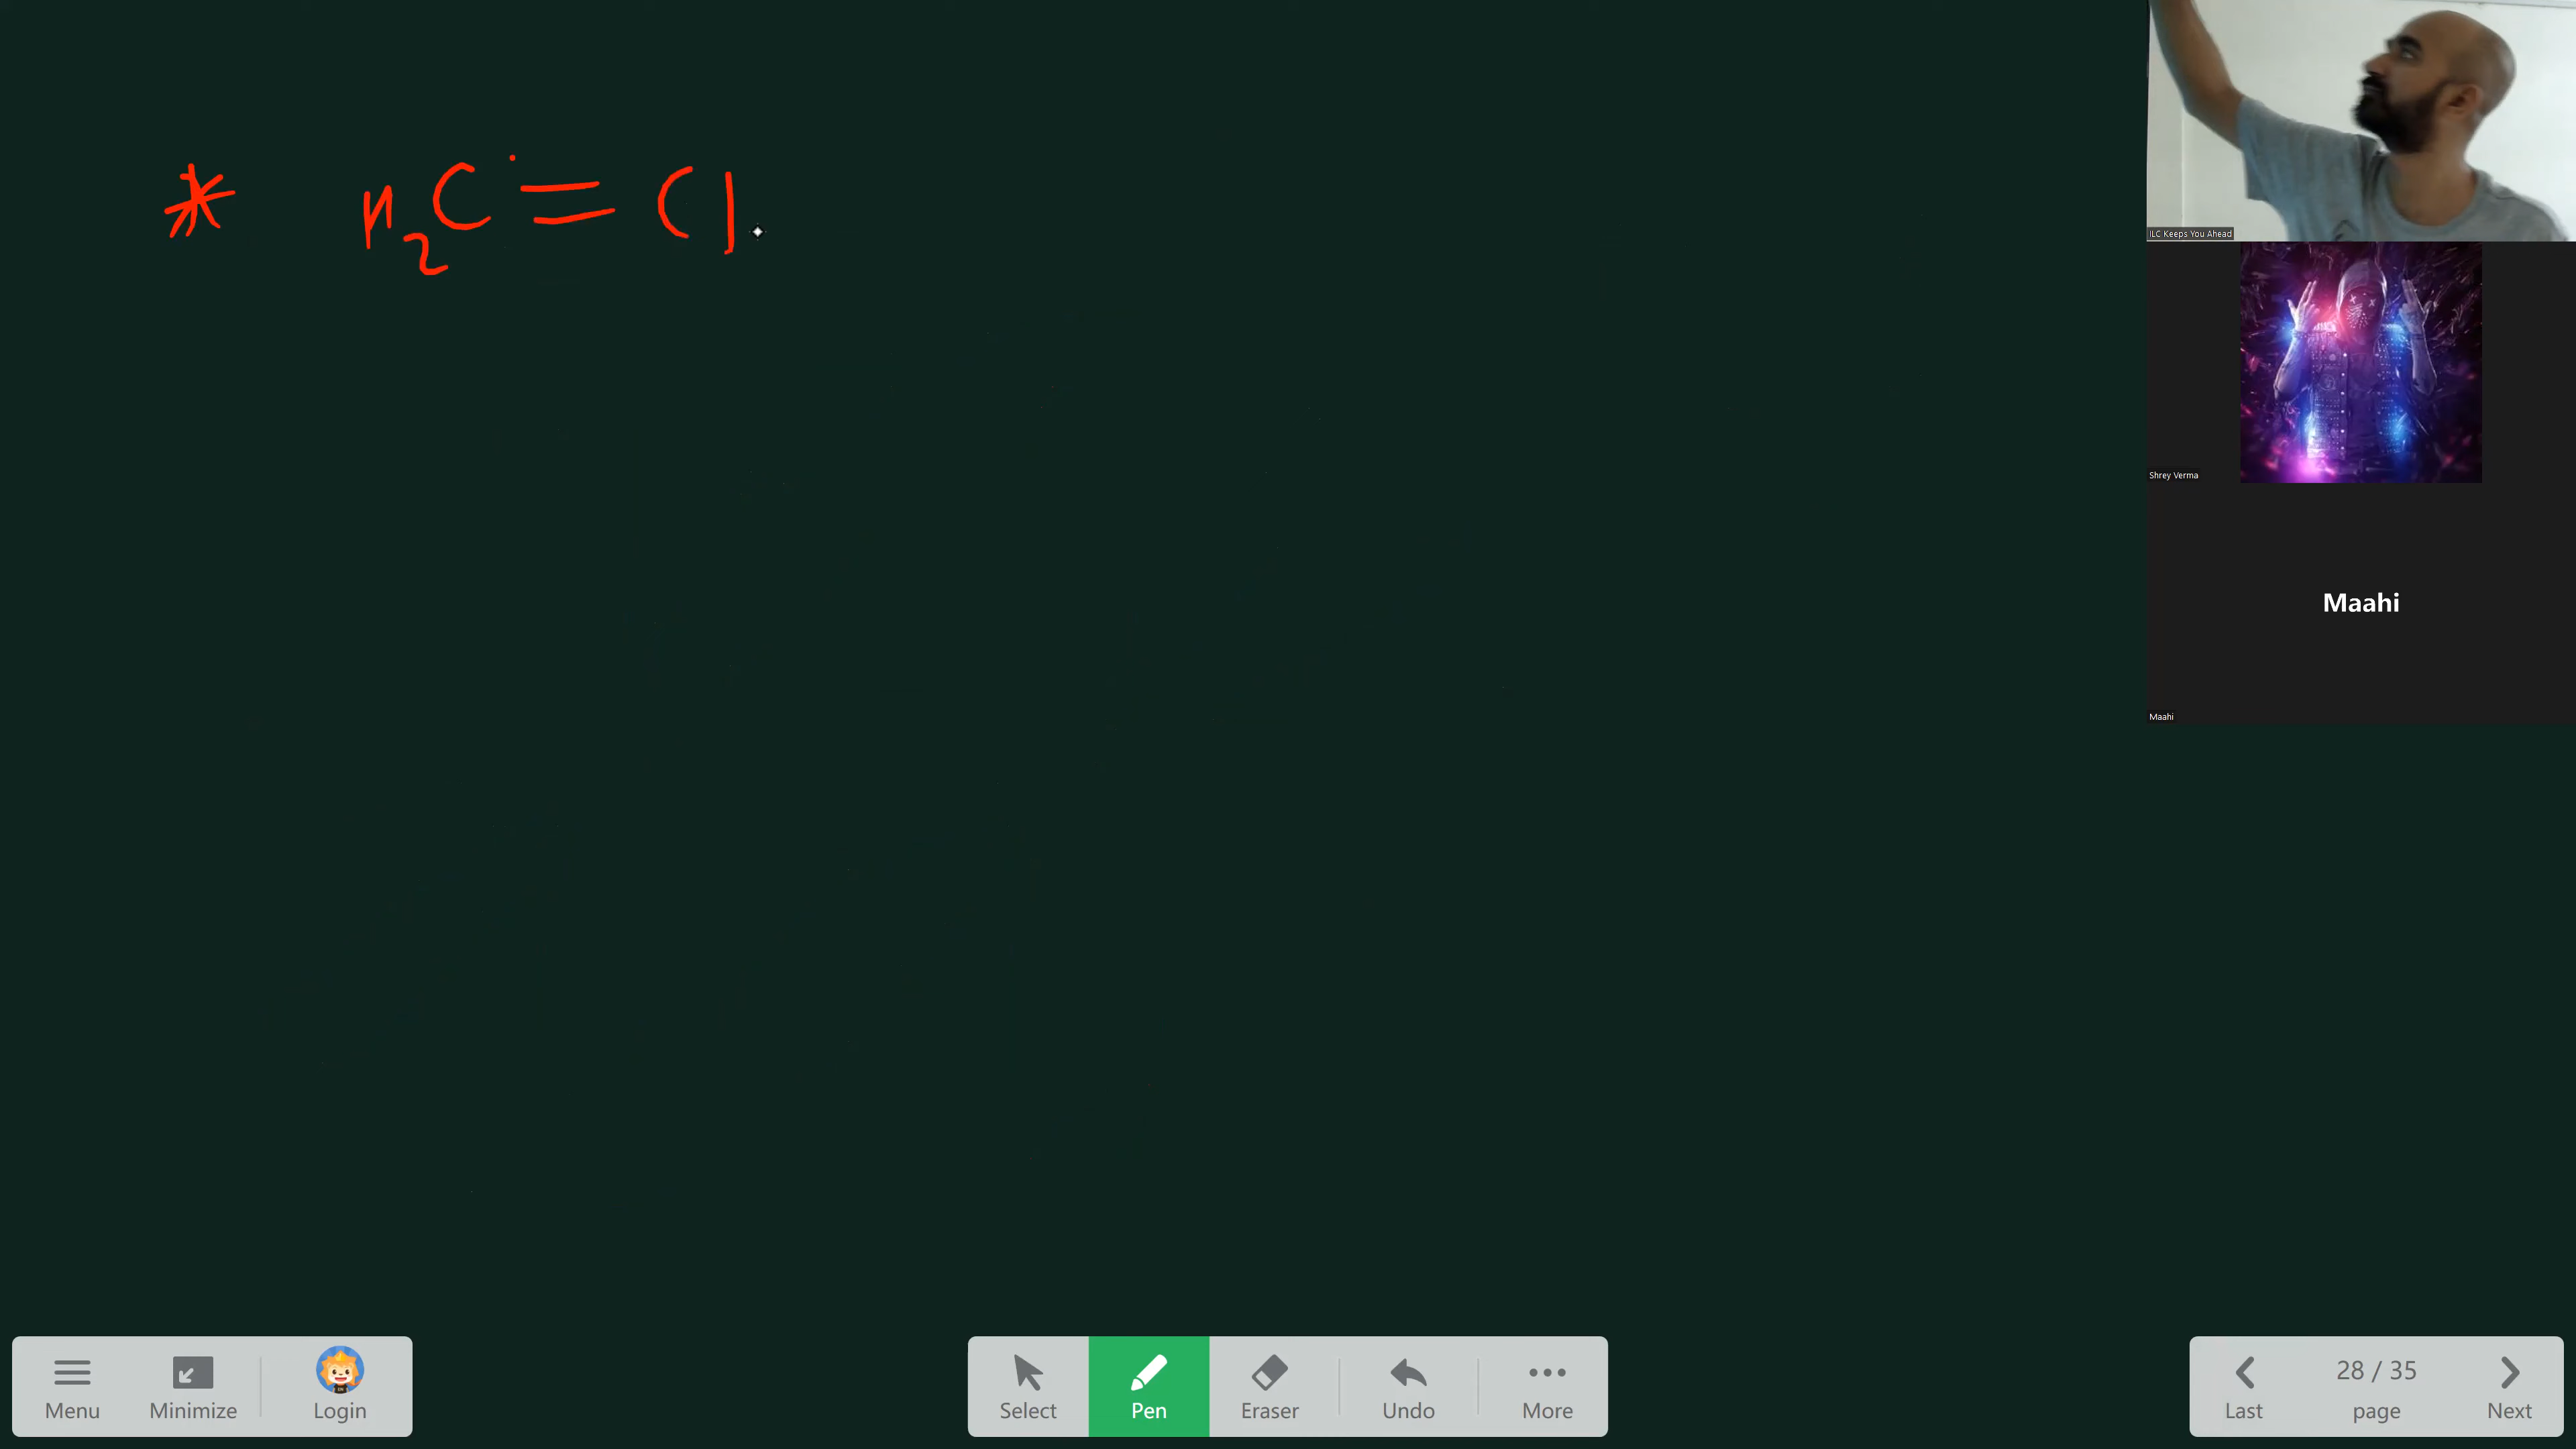 * H₂C = Cl
ILC Keeps You Ahead
Shrey Verma
Maahi
Maahi
Menu Minimize Login Select Pen Eraser Undo More Last 28 / 35 page Next